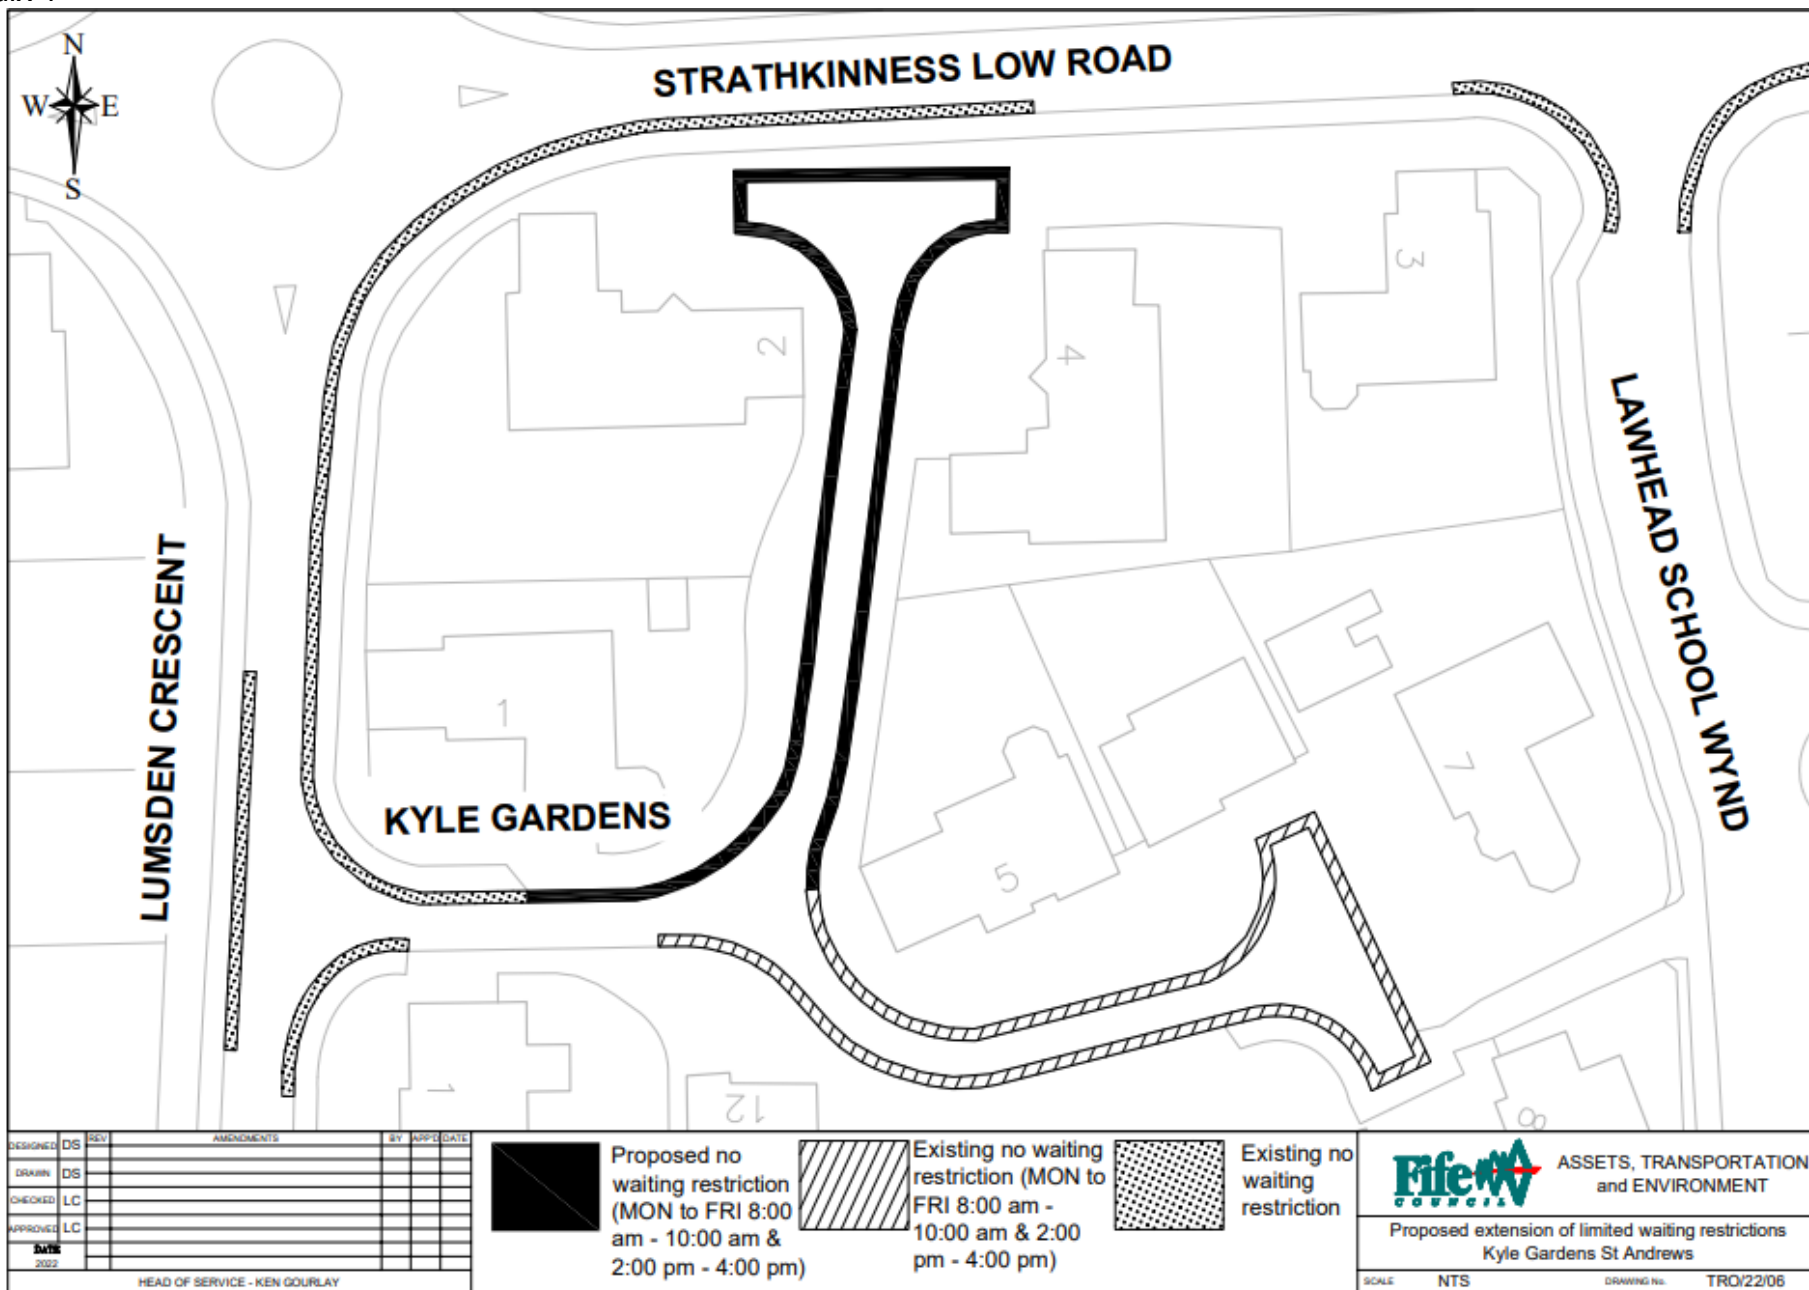 N
W E
S
STRATHKINNESS LOW ROAD
LUMSDEN CRESCENT
KYLE GARDENS
LAWHEAD SCHOOL WYND
2
4
3
1
5
7
1
12
8
DESIGNED DS
DRAWN DS
CHECKED LC
APPROVED LC
DATE
2022
REV AMENDMENTS BY APP'D DATE
HEAD OF SERVICE - KEN GOURLAY
Proposed no
waiting restriction
(MON to FRI 8:00
am - 10:00 am &
2:00 pm - 4:00 pm)
Existing no waiting
restriction (MON to
FRI 8:00 am -
10:00 am & 2:00
pm - 4:00 pm)
Existing no
waiting
restriction
Fife
COUNCIL
ASSETS, TRANSPORTATION
and ENVIRONMENT
Proposed extension of limited waiting restrictions
Kyle Gardens St Andrews
SCALE NTS DRAWING No. TRO/22/06